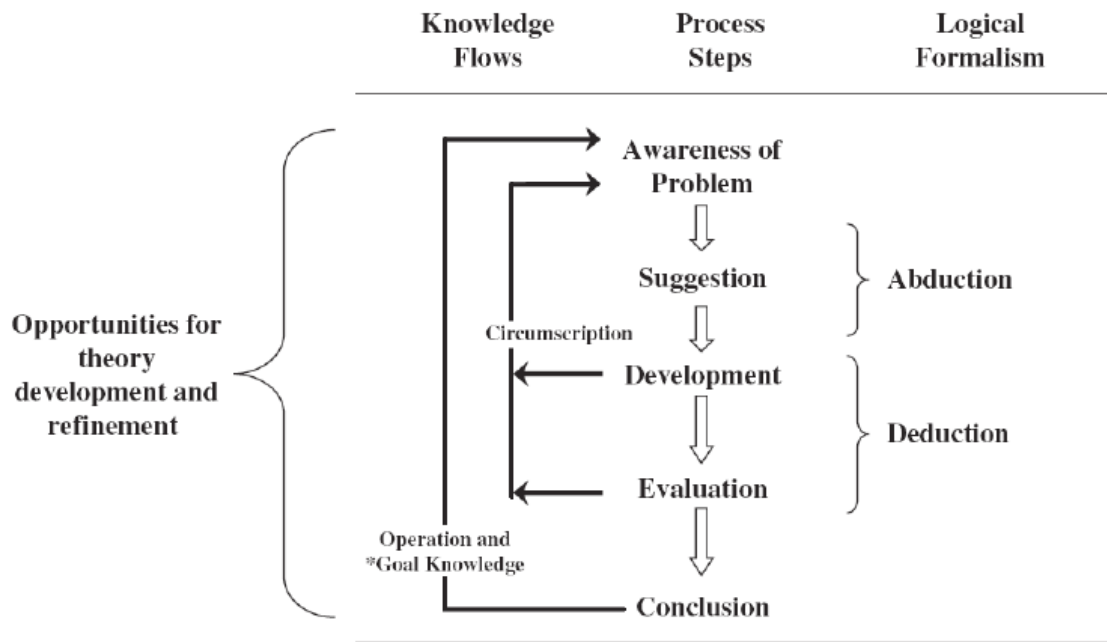 Knowledge
Flows
Process
Steps
Logical
Formalism
Opportunities for
theory
development and
refinement
Awareness of
Problem
Suggestion
Abduction
Circumscription
Development
Deduction
Evaluation
Operation and
*Goal Knowledge
Conclusion